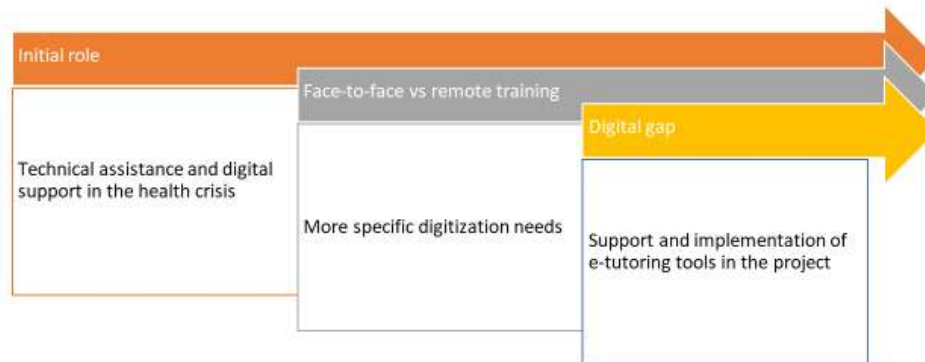 Initial role
Technical assistance and digital
support in the health crisis
Face-to-face vs remote training
More specific digitization needs
Digital gap
Support and implementation of
e-tutoring tools in the project